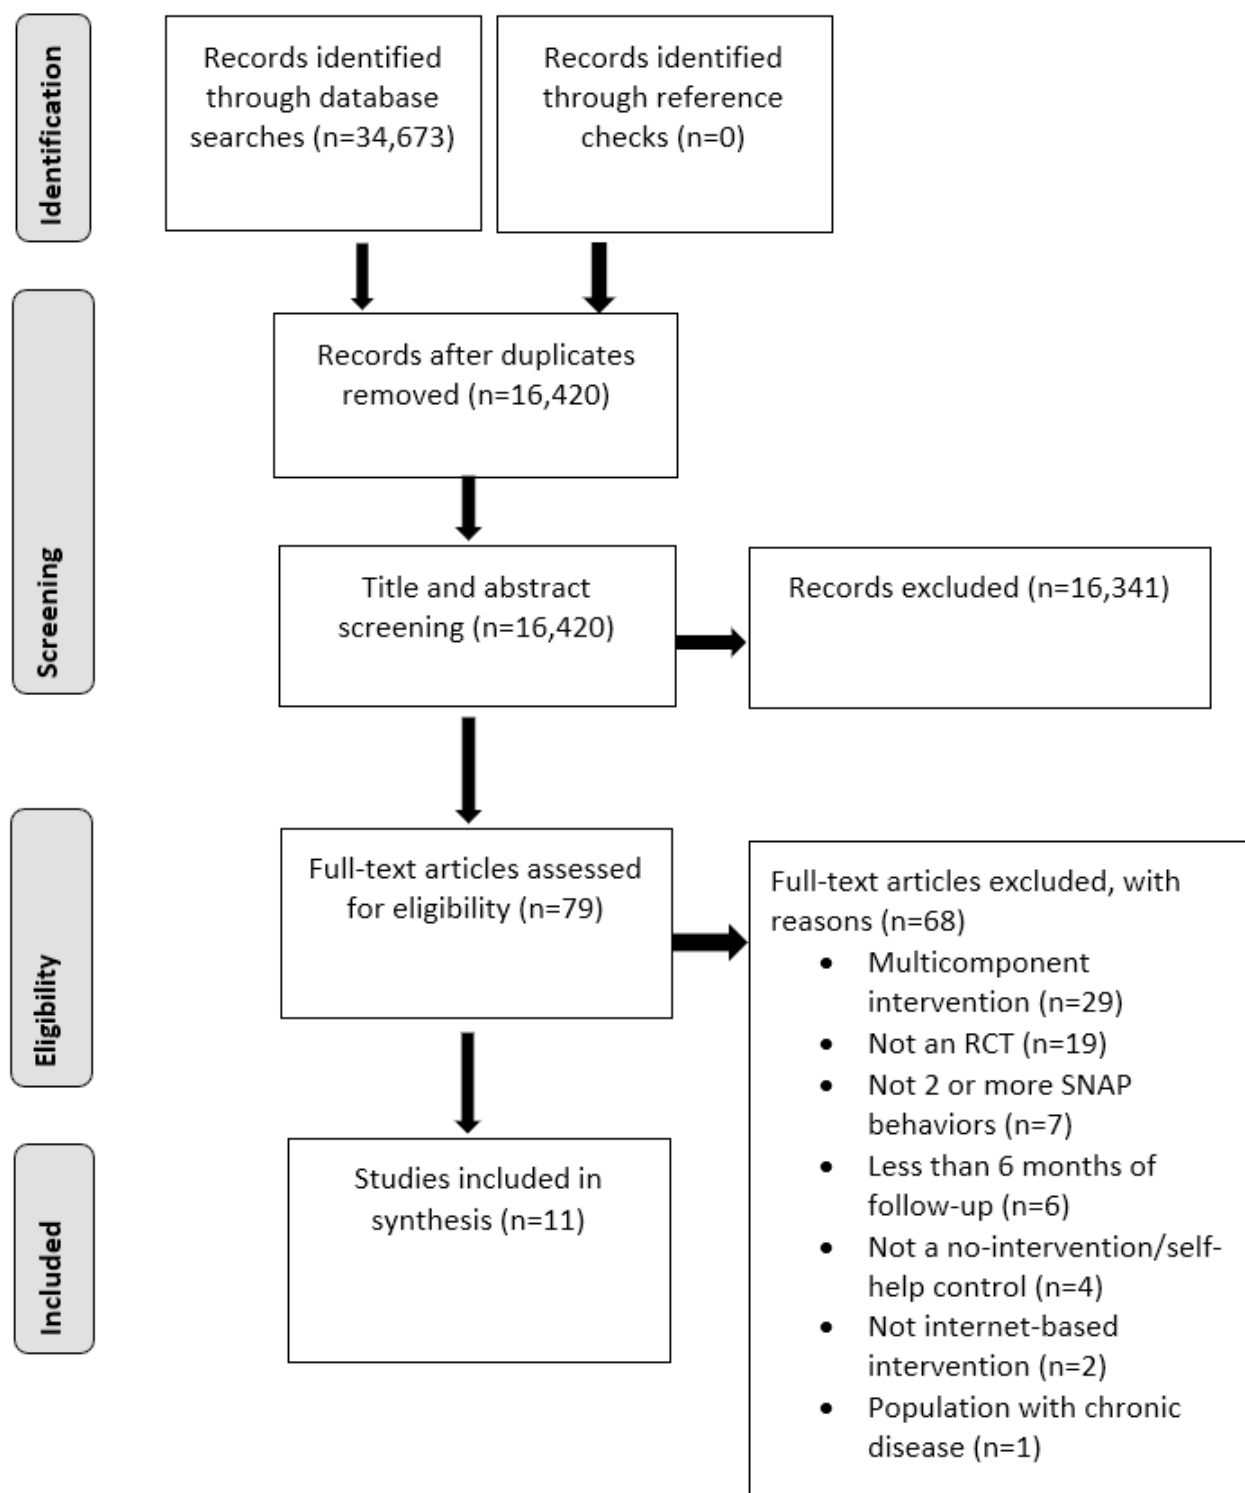 Identification
Records identified
through database
searches (n=34,673)
Records identified
through reference
checks (n=0)
Screening
Records after duplicates
removed (n=16,420)
Title and abstract
screening (n=16,420)
Records excluded (n=16,341)
Eligibility
Full-text articles assessed
for eligibility (n=79)
Full-text articles excluded, with
reasons (n=68)
• Multicomponent
intervention (n=29)
• Not an RCT (n=19)
• Not 2 or more SNAP
behaviors (n=7)
• Less than 6 months of
follow-up (n=6)
• Not a no-intervention/self-
help control (n=4)
• Not internet-based
intervention (n=2)
• Population with chronic
disease (n=1)
Included
Studies included in
synthesis (n=11)